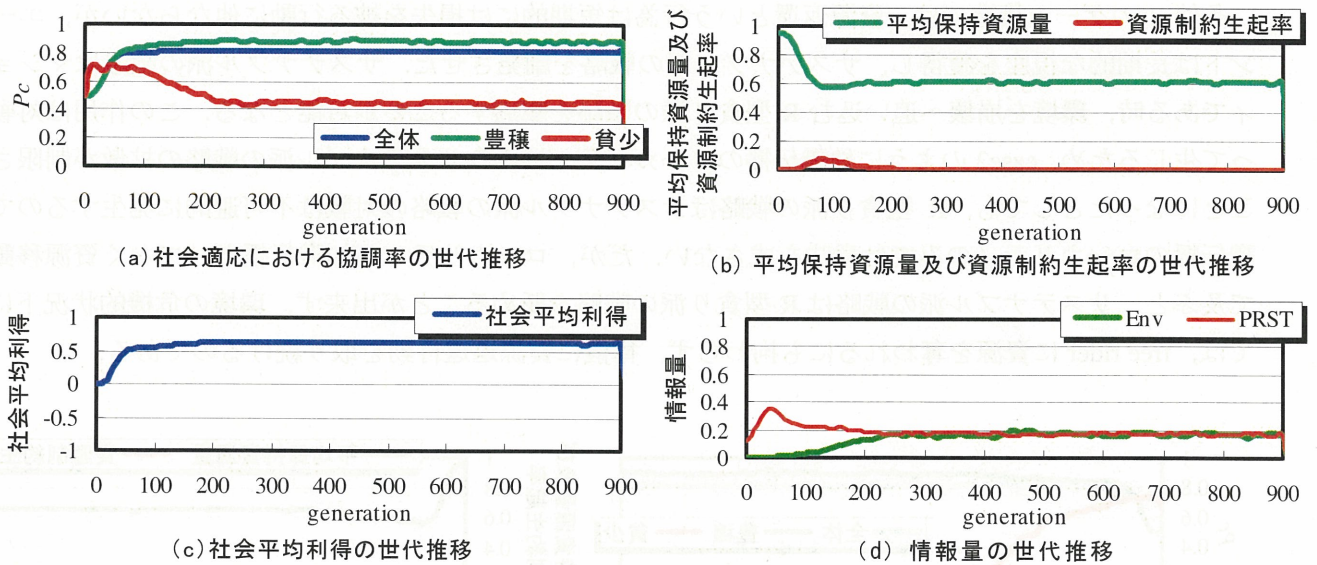 Pc
1
0.8
0.6
0.4
0.2
0
全体 豊穣 貧少
0 100 200 300 400 500 600 700 800 900
generation
(a)社会適応における協調率の世代推移
平均保持資源量及び
資源制約生起率
平均保持資源量 資源制約生起率
1
0.8
0.6
0.4
0.2
0
0 100 200 300 400 500 600 700 800 900
generation
(b) 平均保持資源量及び資源制約生起率の世代推移
社会平均利得
社会平均利得
1
0.5
0
-0.5
-1
0 100 200 300 400 500 600 700 800 900
generation
(c)社会平均利得の世代推移
情報量
Env PRST
1
0.8
0.6
0.4
0.2
0
0 100 200 300 400 500 600 700 800 900
generation
(d) 情報量の世代推移